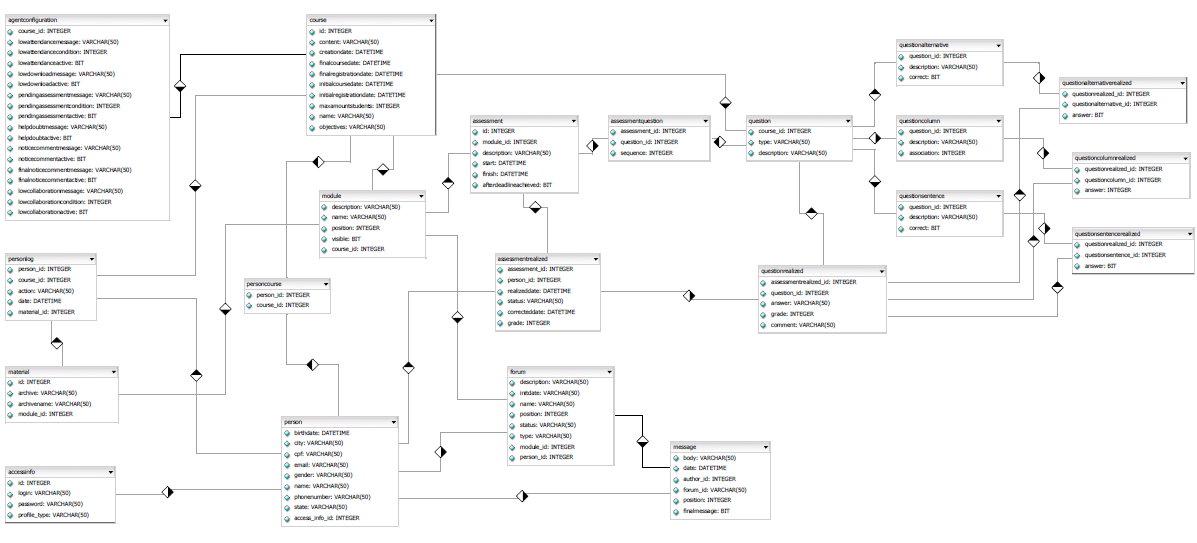 agentconfiguration
course_id: INTEGER
lowattendancemessage: VARCHAR(50)
lowattendancecondition: INTEGER
lowattendanceactive: BIT
lowdownloadmessage: VARCHAR(50)
lowdownloadactive: BIT
pendingassessmentmessage: VARCHAR(50)
pendingassessmentcondition: INTEGER
pendingassessmentactive: BIT
helpdoubtmessage: VARCHAR(50)
helpdoubtactive: BIT
noticecommentmessage: VARCHAR(50)
noticecommentactive: BIT
finalnoticecommentmessage: VARCHAR(50)
finalnoticecommentactive: BIT
lowcollaborationmessage: VARCHAR(50)
lowcollaborationcondition: INTEGER
lowcollaborationactive: BIT
course
id: INTEGER
content: VARCHAR(50)
creationdate: DATETIME
finalcoursedate: DATETIME
finalregistrationdate: DATETIME
initialcoursedate: DATETIME
initialregistrationdate: DATETIME
maxamountstudents: INTEGER
name: VARCHAR(50)
objectives: VARCHAR(50)
assessment
id: INTEGER
module_id: INTEGER
description: VARCHAR(50)
start: DATETIME
finish: DATETIME
afterdeadlineachieved: BIT
assessmentquestion
assessment_id: INTEGER
question_id: INTEGER
sequence: INTEGER
question
course_id: INTEGER
type: VARCHAR(50)
description: VARCHAR(50)
questionalternative
question_id: INTEGER
description: VARCHAR(50)
correct: BIT
questionalternativerealized
questionrealized_id: INTEGER
questionalternative_id: INTEGER
answer: BIT
questioncolumn
question_id: INTEGER
description: VARCHAR(50)
association: INTEGER
questioncolumnrealized
questionrealized_id: INTEGER
questioncolumn_id: INTEGER
answer: INTEGER
questionsentence
question_id: INTEGER
description: VARCHAR(50)
correct: BIT
questionsentencerealized
questionrealized_id: INTEGER
questionsentence_id: INTEGER
answer: BIT
module
description: VARCHAR(50)
name: VARCHAR(50)
position: INTEGER
visible: BIT
course_id: INTEGER
personlog
person_id: INTEGER
course_id: INTEGER
action: VARCHAR(50)
date: DATETIME
material_id: INTEGER
personcourse
person_id: INTEGER
course_id: INTEGER
assessmentrealized
assessment_id: INTEGER
person_id: INTEGER
realizeddate: DATETIME
status: VARCHAR(50)
correcteddate: DATETIME
grade: INTEGER
questionrealized
assessmentrealized_id: INTEGER
question_id: INTEGER
answer: VARCHAR(50)
grade: INTEGER
comment: VARCHAR(50)
material
id: INTEGER
archive: VARCHAR(50)
archivename: VARCHAR(50)
module_id: INTEGER
forum
description: VARCHAR(50)
initdate: VARCHAR(50)
name: VARCHAR(50)
position: INTEGER
status: VARCHAR(50)
type: VARCHAR(50)
module_id: INTEGER
person_id: INTEGER
person
birthdate: DATETIME
city: VARCHAR(50)
cpf: VARCHAR(50)
email: VARCHAR(50)
gender: VARCHAR(50)
name: VARCHAR(50)
phonenumber: VARCHAR(50)
state: VARCHAR(50)
access_info_id: INTEGER
message
body: VARCHAR(50)
date: DATETIME
author_id: INTEGER
forum_id: VARCHAR(50)
position: INTEGER
finalmessage: BIT
accessinfo
id: INTEGER
login: VARCHAR(50)
password: VARCHAR(50)
profile_type: VARCHAR(50)